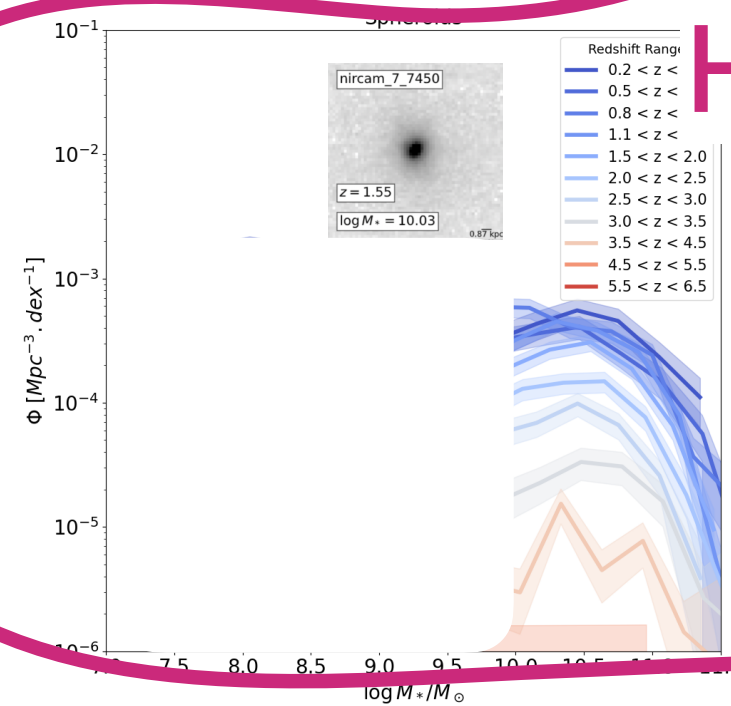 10⁻¹
nircam_7_7450
z = 1.55
log M* = 10.03
0.87 kpc
0.2 < z <
0.5 < z <
0.8 < z <
1.1 < z <
1.5 < z < 2.0
2.0 < z < 2.5
2.5 < z < 3.0
3.0 < z < 3.5
3.5 < z < 4.5
4.5 < z < 5.5
5.5 < z < 6.5
Redshift
10⁻²
10⁻³
10⁻⁴
10⁻⁵
10⁻⁶
Φ [Mpc⁻³. dex⁻¹]
7.5 8.0 8.5 9.0 9.5 10.0 10.5
log M*/M⊙